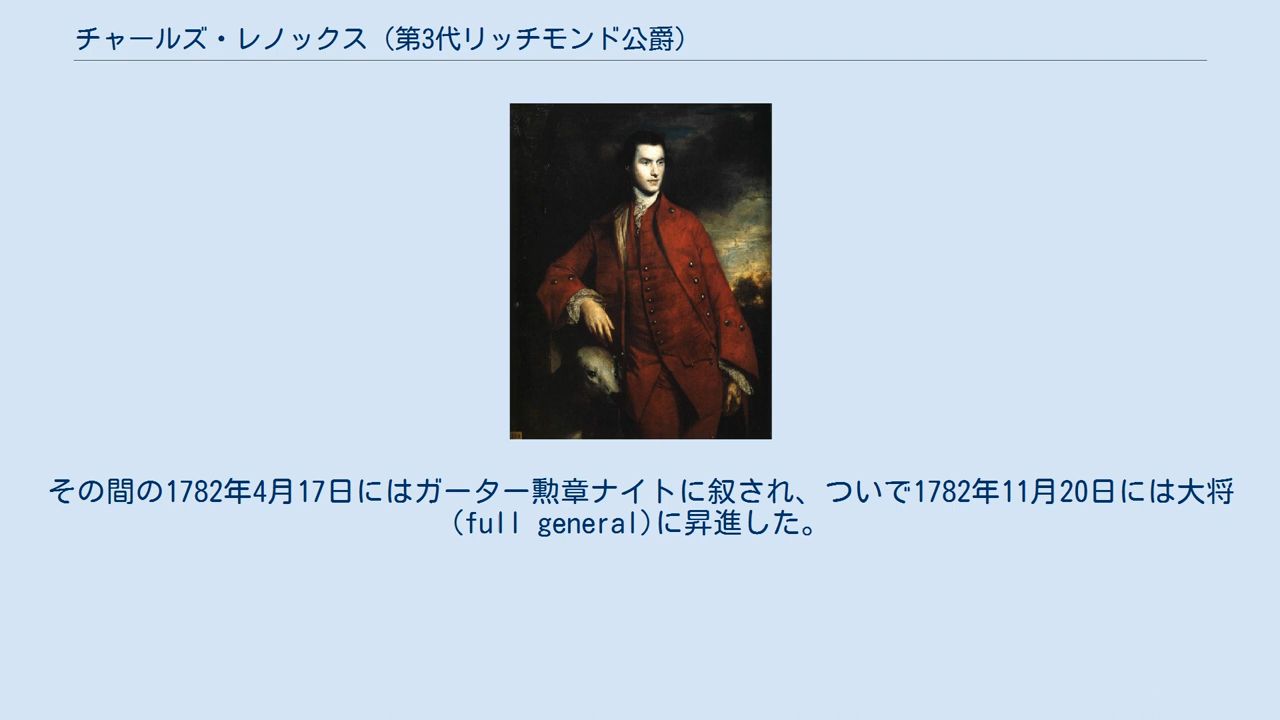 チャールズ・レノックス（第3代リッチモンド公爵）
その間の1782年4月17日にはガーター勲章ナイトに叙され、ついで1782年11月20日には大将
(full general)に昇進した。